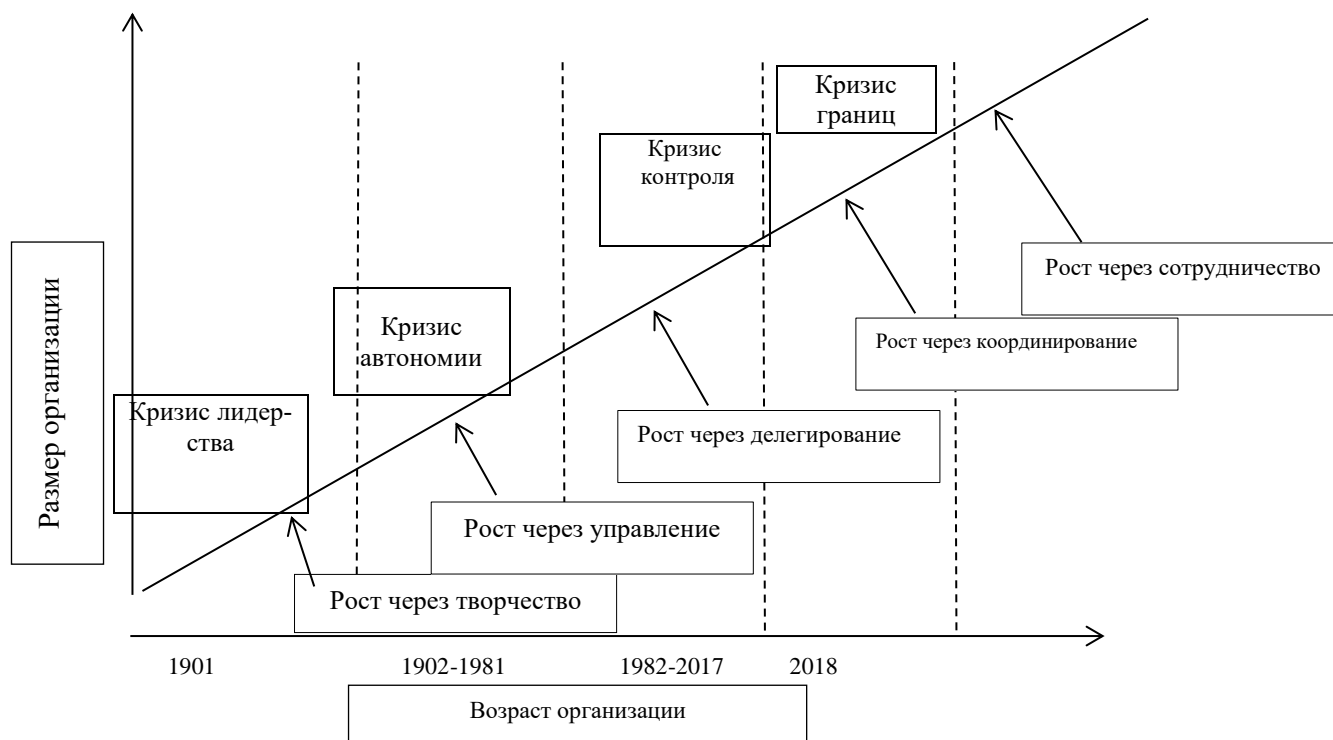 Кризис
границ
Кризис
контроля
Рост через сотрудничество
Размер организации
Кризис
автономии
Рост через координирование
Кризис лидер-
ства
Рост через делегирование
Рост через управление
Рост через творчество
1901
1902-1981
1982-2017
2018
Возраст организации